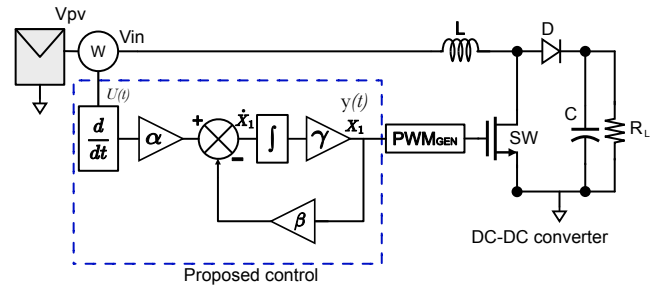 Vpv
Vin
W
U(t)
d
dt
α
+
-
Ẋ1
∫
γ
y(t)
X1
β
PWMGEN
L
D
SW
C
RL
DC-DC converter
Proposed control